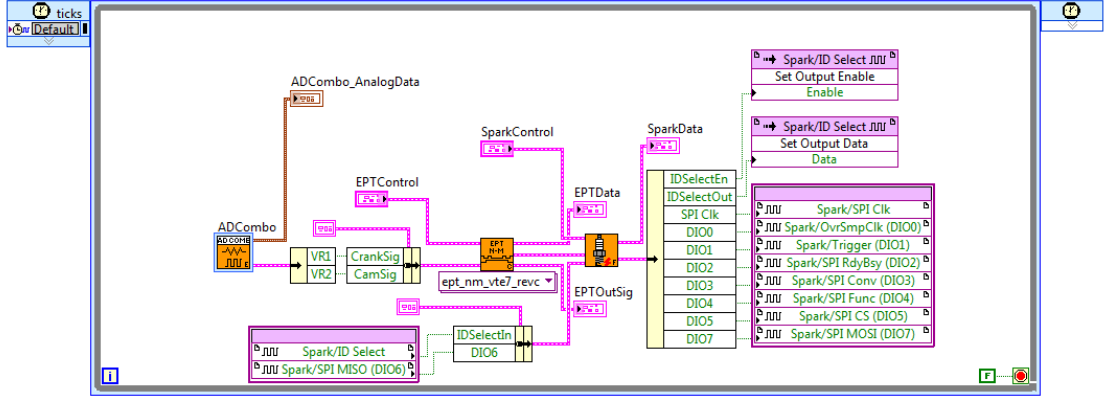 ticks
Default
ADCombo_AnalogData
Spark/ID Select
Set Output Enable
Enable
SparkControl
SparkData
Spark/ID Select
Set Output Data
Data
EPTControl
EPTData
IDSelectEn
IDSelectOut
SPI Clk
DIO0
DIO1
DIO2
DIO3
DIO4
DIO5
DIO7
Spark/SPI Clk
Spark/OvrSmpClk (DIO0)
Spark/Trigger (DIO1)
Spark/SPI RdyBsy (DIO2)
Spark/SPI Conv (DIO3)
Spark/SPI Func (DIO4)
Spark/SPI CS (DIO5)
Spark/SPI MOSI (DIO7)
ADCombo
AD COMB
E
VR1
VR2
CrankSig
CamSig
EPT
N-M
C
F
ept_nm_vte7_revc
EPTOutSig
IDSelectIn
DIO6
Spark/ID Select
Spark/SPI MISO (DIO6)
i
F